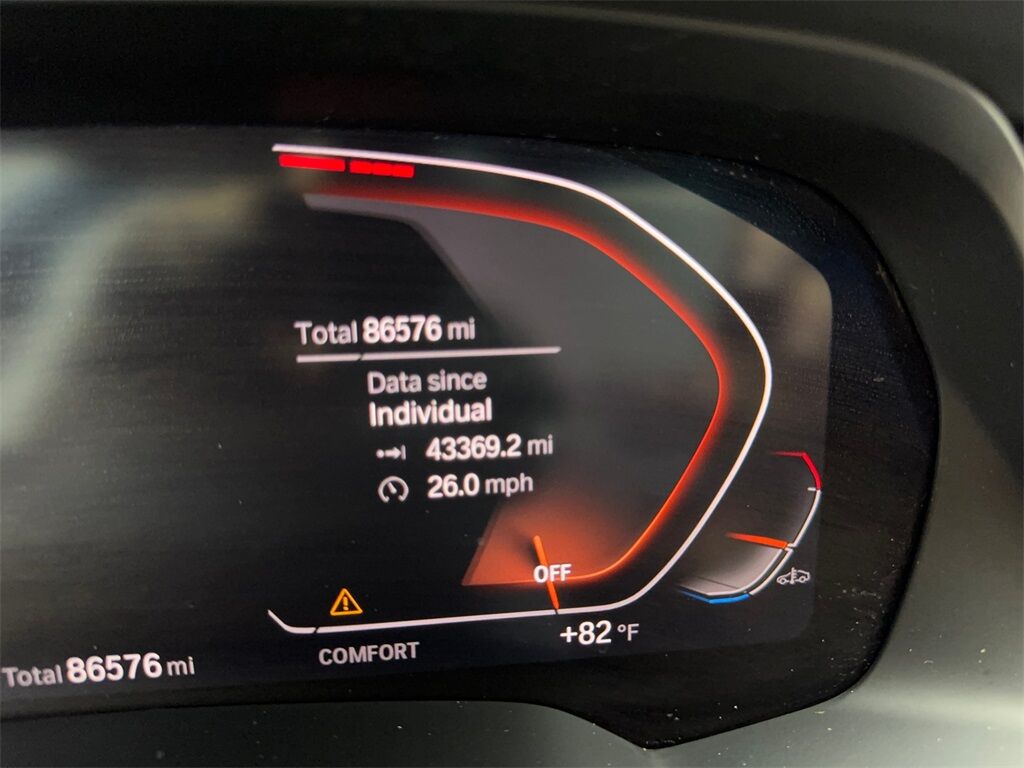 Total 86576 mi
Data since
Individual
43369.2 mi
26.0 mph
OFF
+82 °F
COMFORT
Total 86576 mi